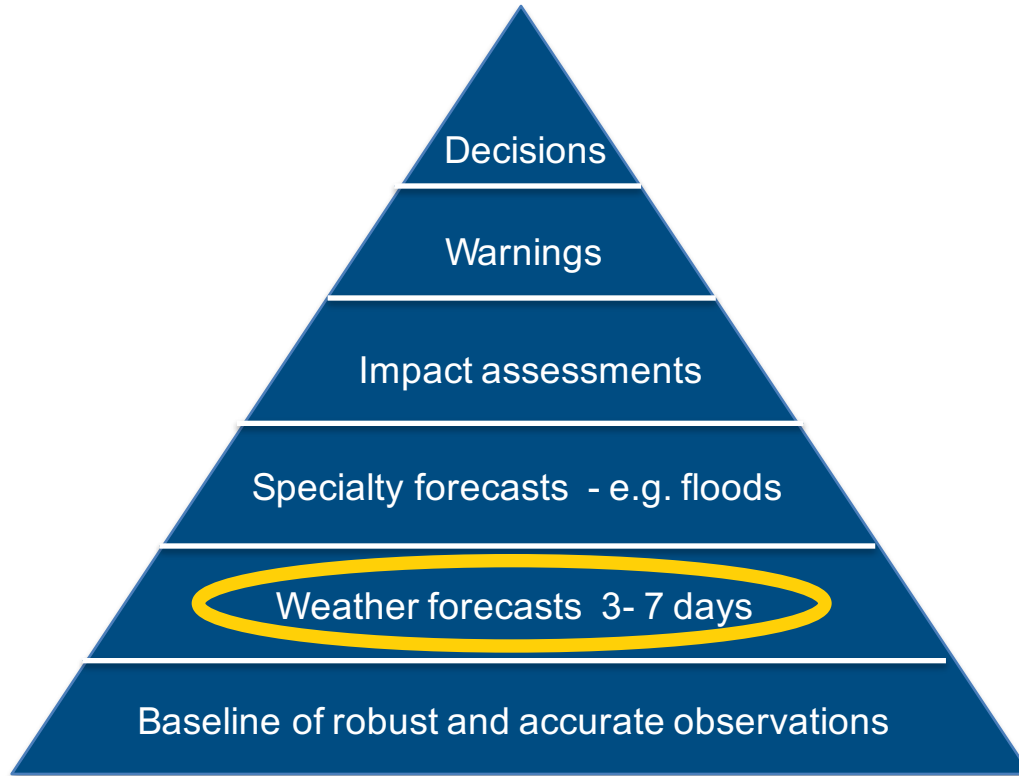 Decisions
Warnings
Impact assessments
Specialty forecasts  - e.g. floods
Weather forecasts  3- 7 days
Baseline of robust and accurate observations